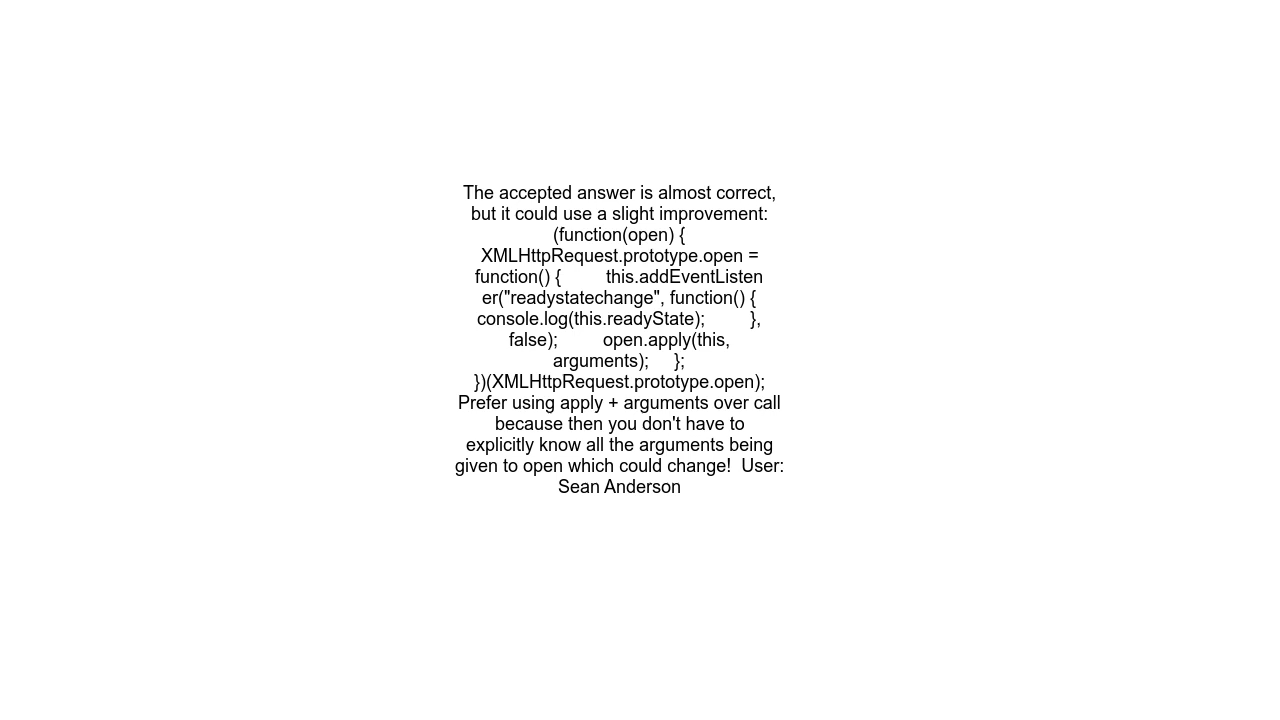 The accepted answer is almost correct,
but it could use a slight improvement:
(function(open) {
XMLHttpRequest.prototype.open =
function() {         this.addEventListen
er("readystatechange", function() {
console.log(this.readyState);         },
false);         open.apply(this,
arguments);     };
})(XMLHttpRequest.prototype.open);
Prefer using apply + arguments over call
because then you don't have to
explicitly know all the arguments being
given to open which could change!  User:
Sean Anderson